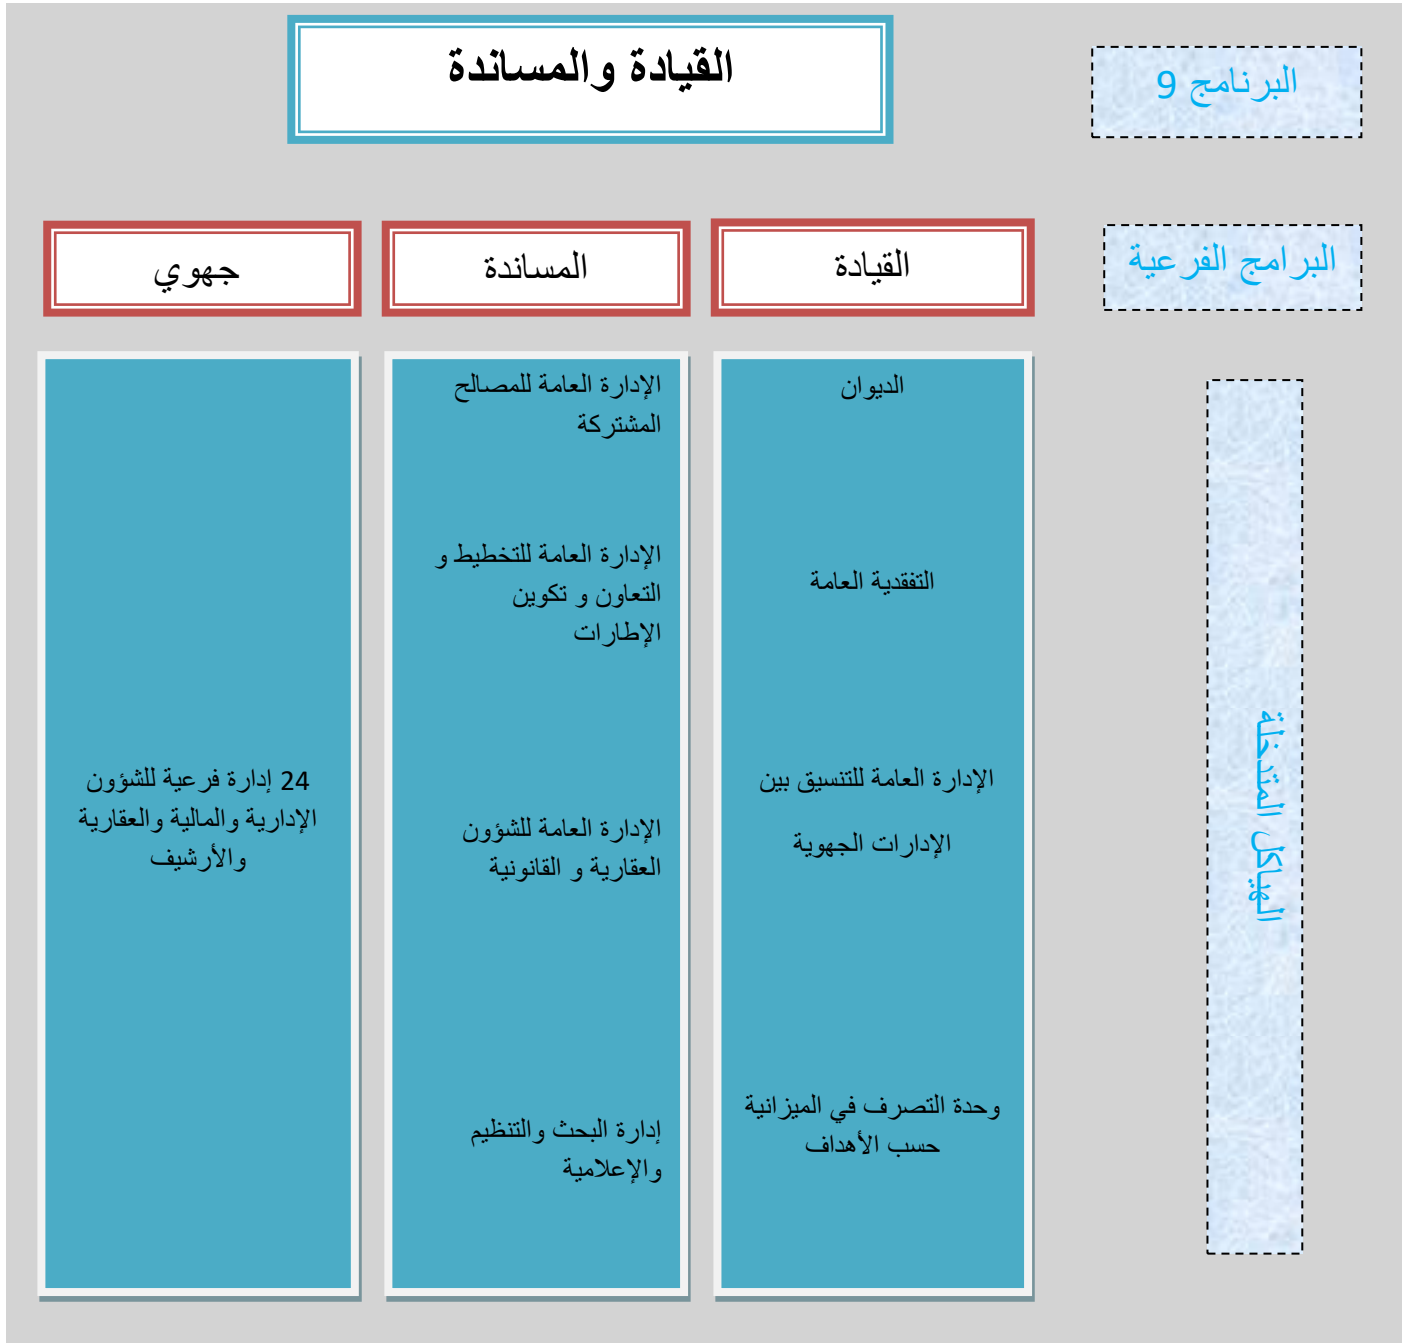 البرنامج 9
القيادة والمساندة
البرامج الفرعية
القيادة
المساندة
جهوي
الهياكل المتدخلة
الديوان
التفقدية العامة
الإدارة العامة للتنسيق بين
الإدارات الجهوية
وحدة التصرف في الميزانية
حسب الأهداف
الإدارة العامة للمصالح
المشتركة
الإدارة العامة للتخطيط و
التعاون و تكوين
الإطارات
الإدارة العامة للشؤون
العقارية و القانونية
إدارة البحث والتنظيم
والإعلامية
24 إدارة فرعية للشؤون
الإدارية والمالية والعقارية
والأرشيف